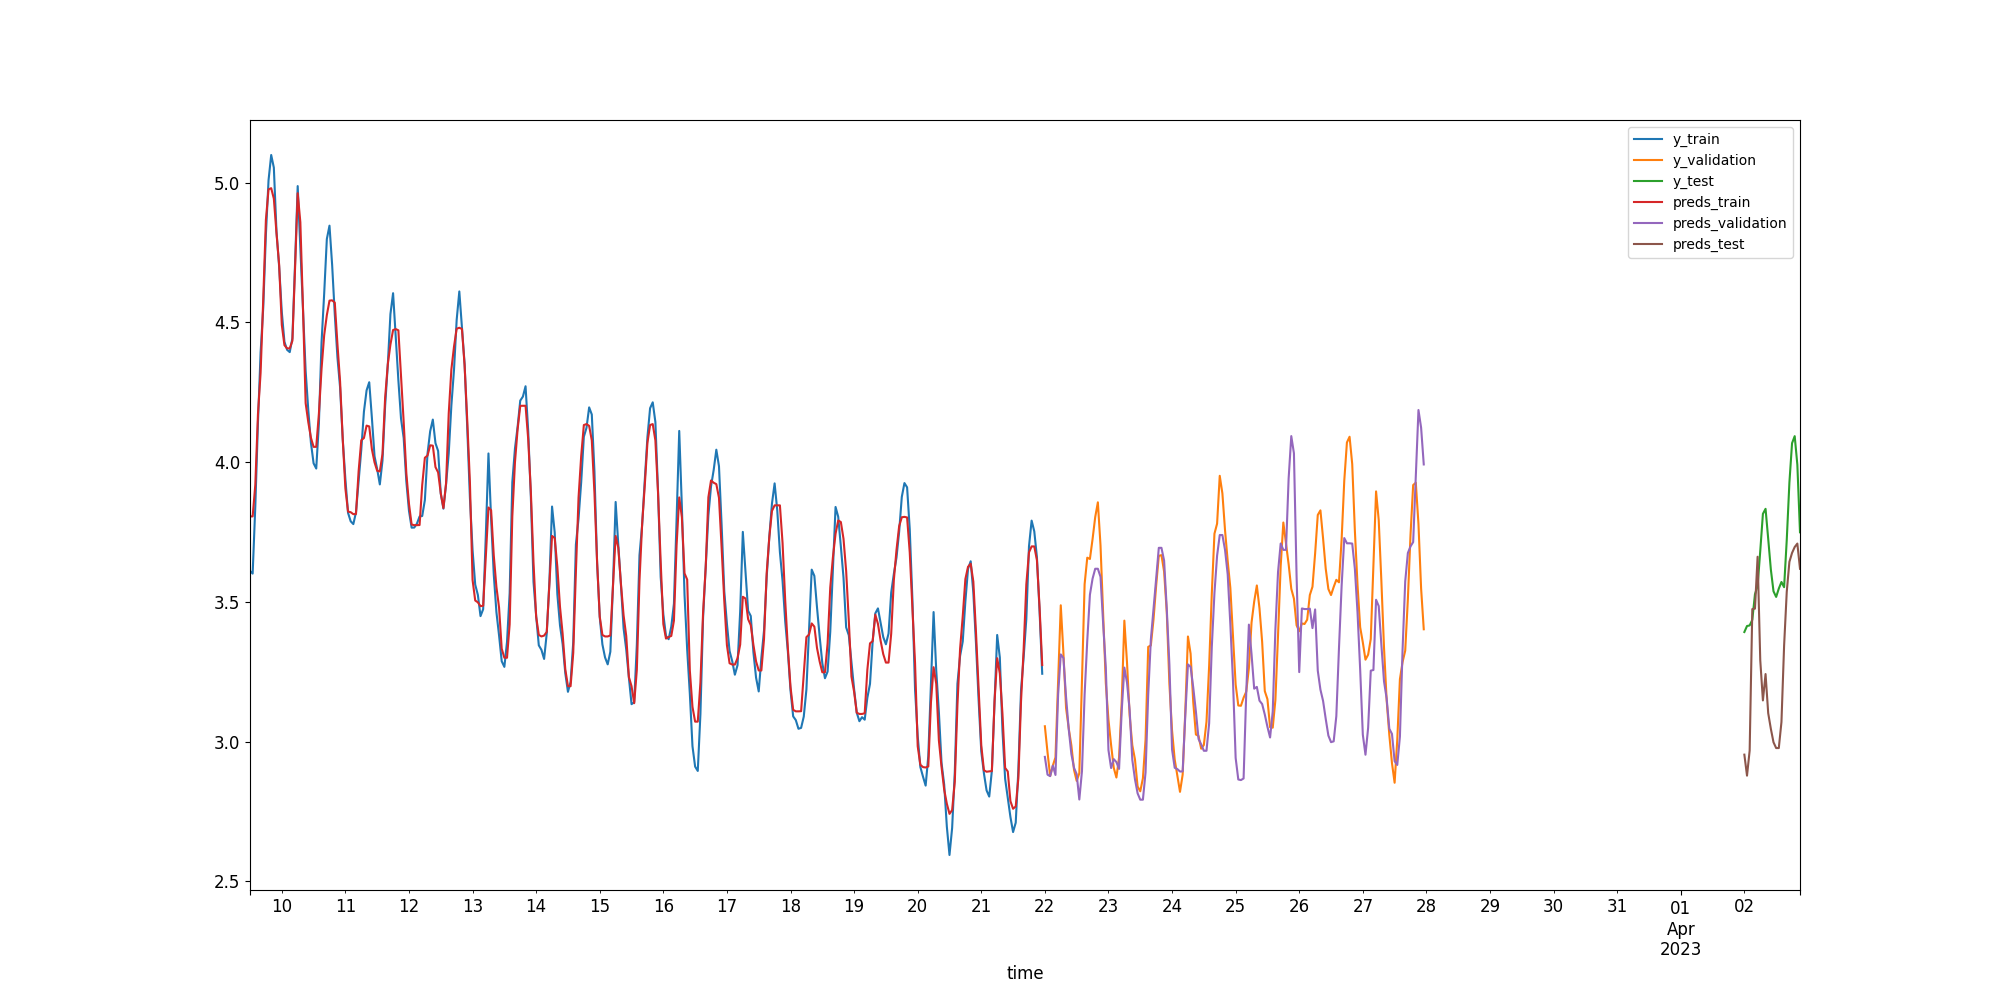 y_train
y_validation
y_test
preds_train
preds_validation
preds_test
5.0
4.5
4.0
3.5
3.0
2.5
10 11 12 13 14 15 16 17 18 19 20 21 22 23 24 25 26 27 28 29 30 31 01 02
Apr
2023
time